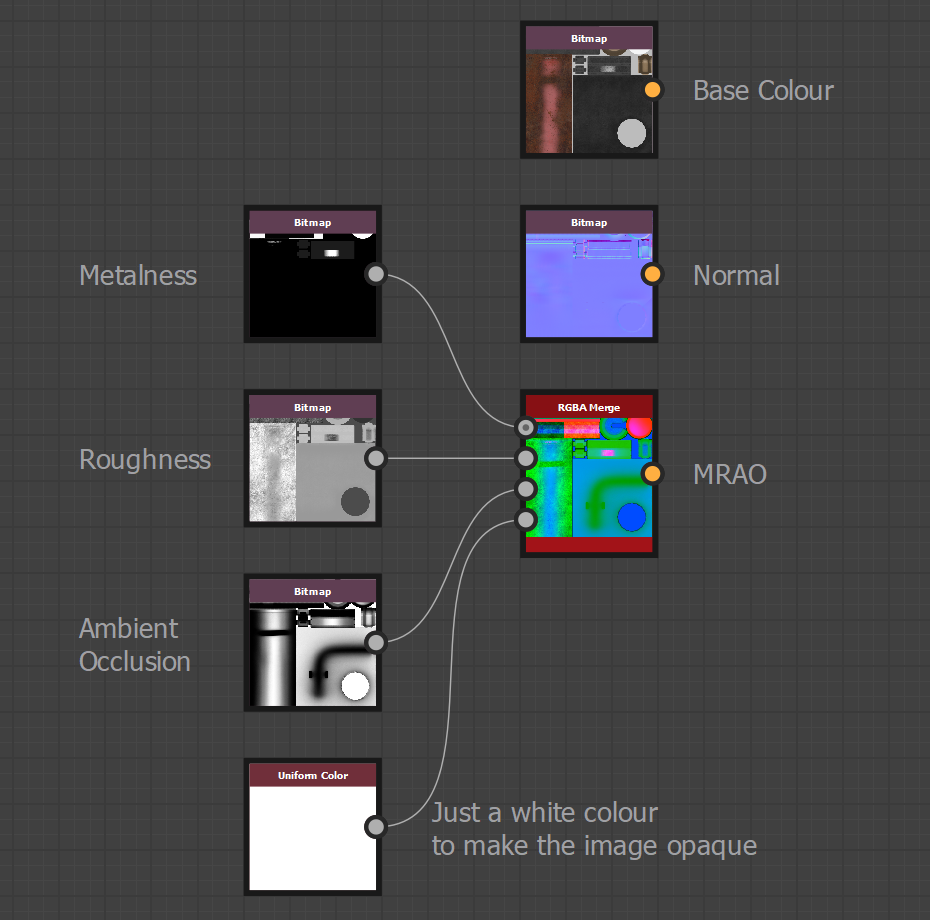 Bitmap
Base Colour
Bitmap
Metalness
Bitmap
Normal
Bitmap
Roughness
RGBA Merge
MRAO
Bitmap
Ambient
Occlusion
Uniform Color
Just a white colour
to make the image opaque